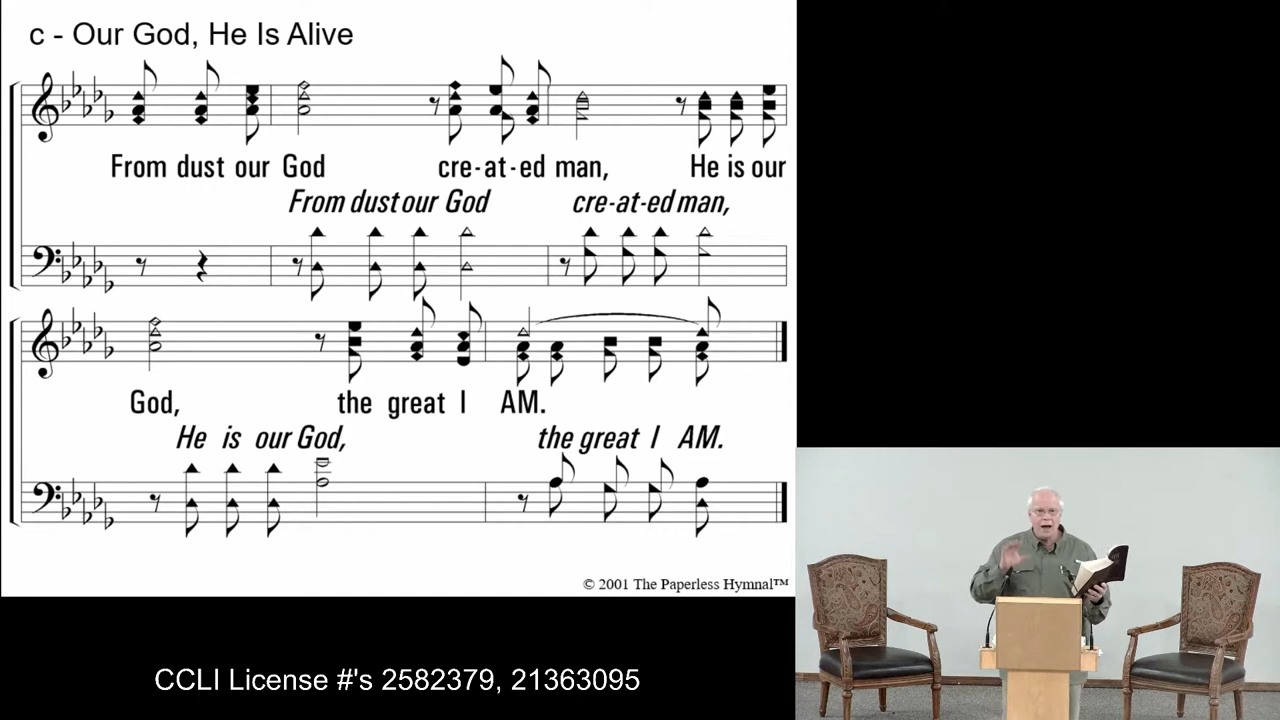 c - Our God, He Is Alive
From dust our God cre-at-ed man, He is our
From dust our God cre-at-ed man,
God, the great I AM.
He is our God, the great I AM.
© 2001 The Paperless Hymnal™
CCLI License #'s 2582379, 21363095